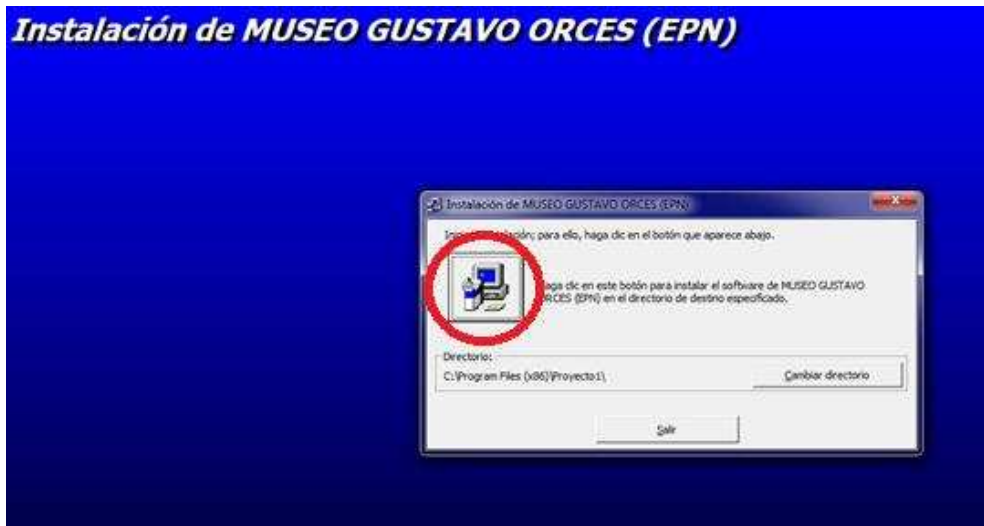 Instalación de MUSEO GUSTAVO ORCES (EPN)
Instalación de MUSEO GUSTAVO ORCES (EPN)
para ello, haga clic en el botón que aparece abajo.
aga clic en este botón para instalar el software de MUSEO GUSTAVO
RCES (EPN) en el directorio de destino especificado.
Directorio:
C:\Program Files (x86)\Proyecto1\
Cambiar directorio
Salir